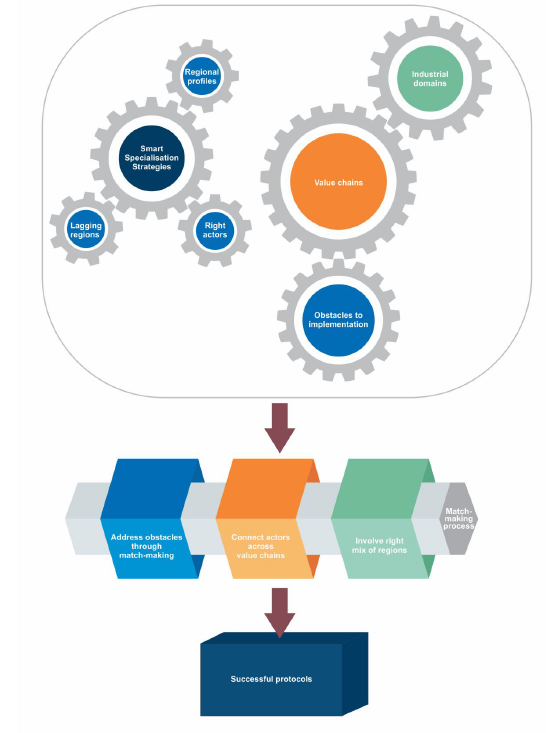 Regional
profiles
Industrial
domains
Smart
Specialisation
Strategies
Value chains
Lagging
regions
Right
actors
Obstacles to
implementation
Address obstacles
through
match-making
Connect actors
across
value chains
Involve right
mix of regions
Match-
making
process
Successful protocols